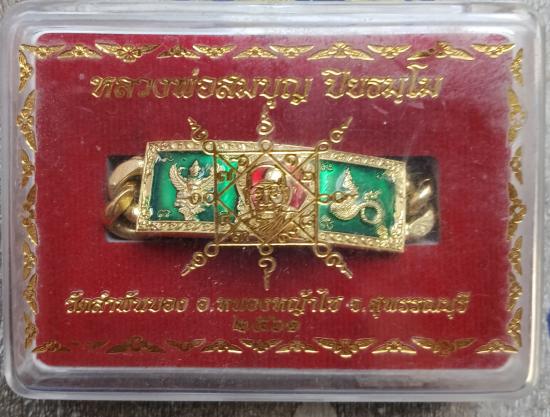 หลวงพ่อสมบูญ ปิยธมฺโม
วัดลำพันบอง อ.หนองหญ้าไซ จ.สุพรรณบุรี
๒๕๖๑